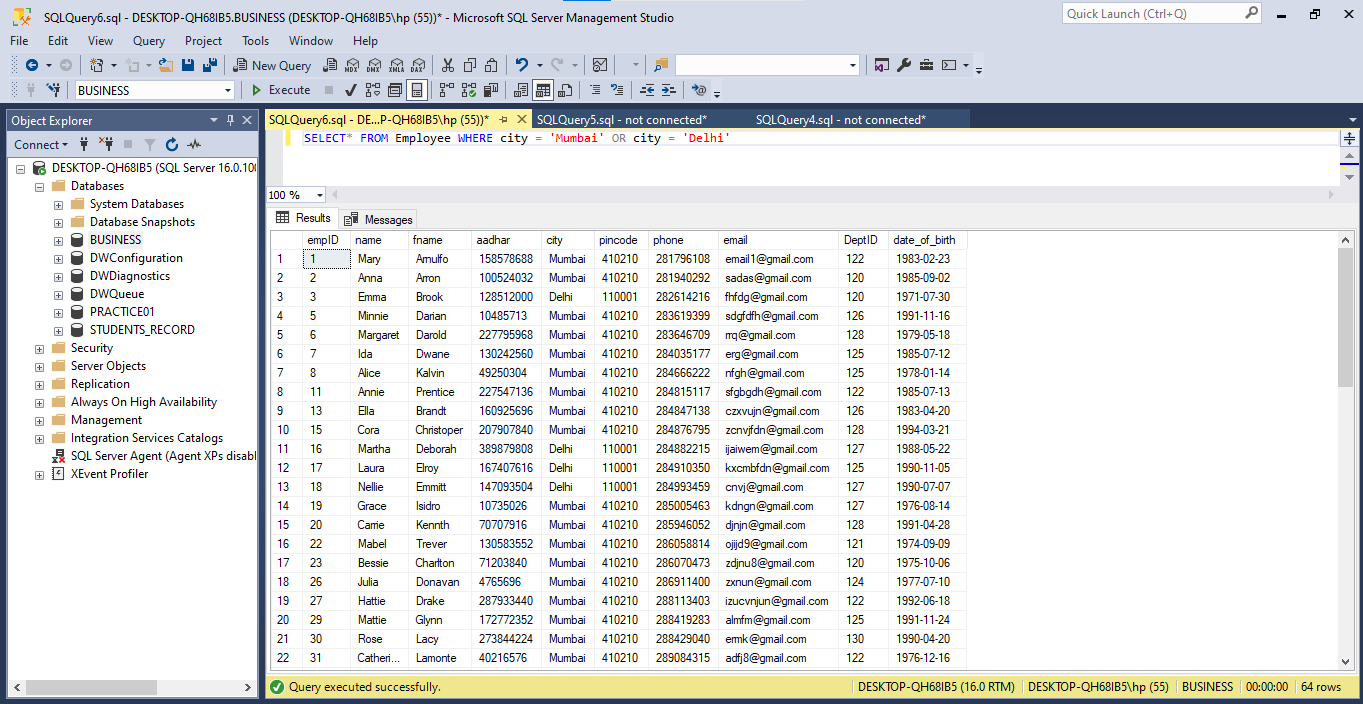 SQLQuery6.sql - DESKTOP-QH68IB5.BUSINESS (DESKTOP-QH68IB5\hp (55))* - Microsoft SQL Server Management Studio
Quick Launch (Ctrl+Q)
File Edit View Query Project Tools Window Help
New Query MDX DMX XMLA DAX
BUSINESS Execute
Object Explorer
SQLQuery6.sql - DE...P-QH68IB5\hp (55))* SQLQuery5.sql - not connected* SQLQuery4.sql - not connected*
SELECT* FROM Employee WHERE city = 'Mumbai' OR city = 'Delhi'
Connect
DESKTOP-QH68IB5 (SQL Server 16.0.100
Databases
System Databases
Database Snapshots
BUSINESS
DWConfiguration
DWDiagnostics
DWQueue
PRACTICE01
STUDENTS_RECORD
Security
Server Objects
Replication
Always On High Availability
Management
Integration Services Catalogs
SQL Server Agent (Agent XPs disabl
XEvent Profiler
100 %
Results Messages
empID name fname aadhar city pincode phone email DeptID date_of_birth
1 1 Mary Arnulfo 158578688 Mumbai 410210 281796108 email1@gmail.com 122 1983-02-23
2 2 Anna Arron 100524032 Mumbai 410210 281940292 sadas@gmail.com 120 1985-09-02
3 3 Emma Brook 128512000 Delhi 110001 282614216 fhfdg@gmail.com 120 1971-07-30
4 5 Minnie Darian 10485713 Mumbai 410210 283619399 sdgfdfh@gmail.com 126 1991-11-16
5 6 Margaret Darold 227795968 Mumbai 410210 283646709 rrq@gmail.com 128 1979-05-18
6 7 Ida Dwane 130242560 Mumbai 410210 284035177 erg@gmail.com 125 1985-07-12
7 8 Alice Kalvin 49250304 Mumbai 410210 284666222 nfgh@gmail.com 125 1978-01-14
8 11 Annie Prentice 227547136 Mumbai 410210 284815117 sfgbgdh@gmail.com 122 1985-07-13
9 13 Ella Brandt 160925696 Mumbai 410210 284847138 czxvujn@gmail.com 126 1983-04-20
10 15 Cora Christoper 207907840 Mumbai 410210 284876795 zcnvjfdn@gmail.com 128 1994-03-21
11 16 Martha Deborah 389879808 Delhi 110001 284882215 ijaiwem@gmail.com 127 1988-05-22
12 17 Laura Elroy 167407616 Delhi 110001 284910350 kxcmbfdn@gmail.com 125 1990-11-05
13 18 Nellie Emmitt 147093504 Delhi 110001 284993459 cnvj@gmail.com 127 1990-07-07
14 19 Grace Isidro 10735026 Mumbai 410210 285005463 kdngn@gmail.com 127 1976-08-14
15 20 Carrie Kennth 70707916 Mumbai 410210 285946052 djnjn@gmail.com 128 1991-04-28
16 22 Mabel Trever 130583552 Mumbai 410210 286058814 ojijd9@gmail.com 121 1974-09-09
17 23 Bessie Charlton 71203840 Mumbai 410210 286070473 zdjnu8@gmail.com 120 1975-10-06
18 26 Julia Donavan 4765696 Mumbai 410210 286911400 zxnun@gmail.com 124 1977-07-10
19 27 Hattie Drake 287933440 Mumbai 410210 288113403 izucvnjun@gmail.com 122 1992-06-18
20 29 Mattie Glynn 172772352 Mumbai 410210 288419283 almfm@gmail.com 125 1991-11-24
21 30 Rose Lacy 273844224 Mumbai 410210 288429040 ermk@gmail.com 130 1990-04-20
22 31 Catheri... Lamonte 40216576 Mumbai 410210 289084315 adfj8@gmail.com 122 1976-12-16
Query executed successfully. DESKTOP-QH68IB5 (16.0 RTM) DESKTOP-QH68IB5\hp (55) BUSINESS 00:00:00 64 rows